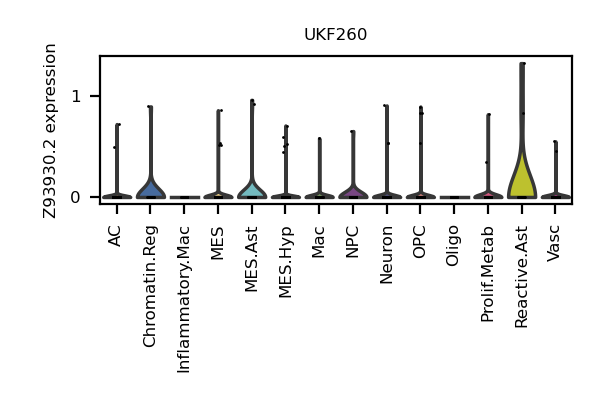 UKF260
Z93930.2 expression
1
0
AC
Chromatin.Reg
Inflammatory.Mac
MES
MES.Ast
MES.Hyp
Mac
NPC
Neuron
OPC
Oligo
Prolif.Metab
Reactive.Ast
Vasc